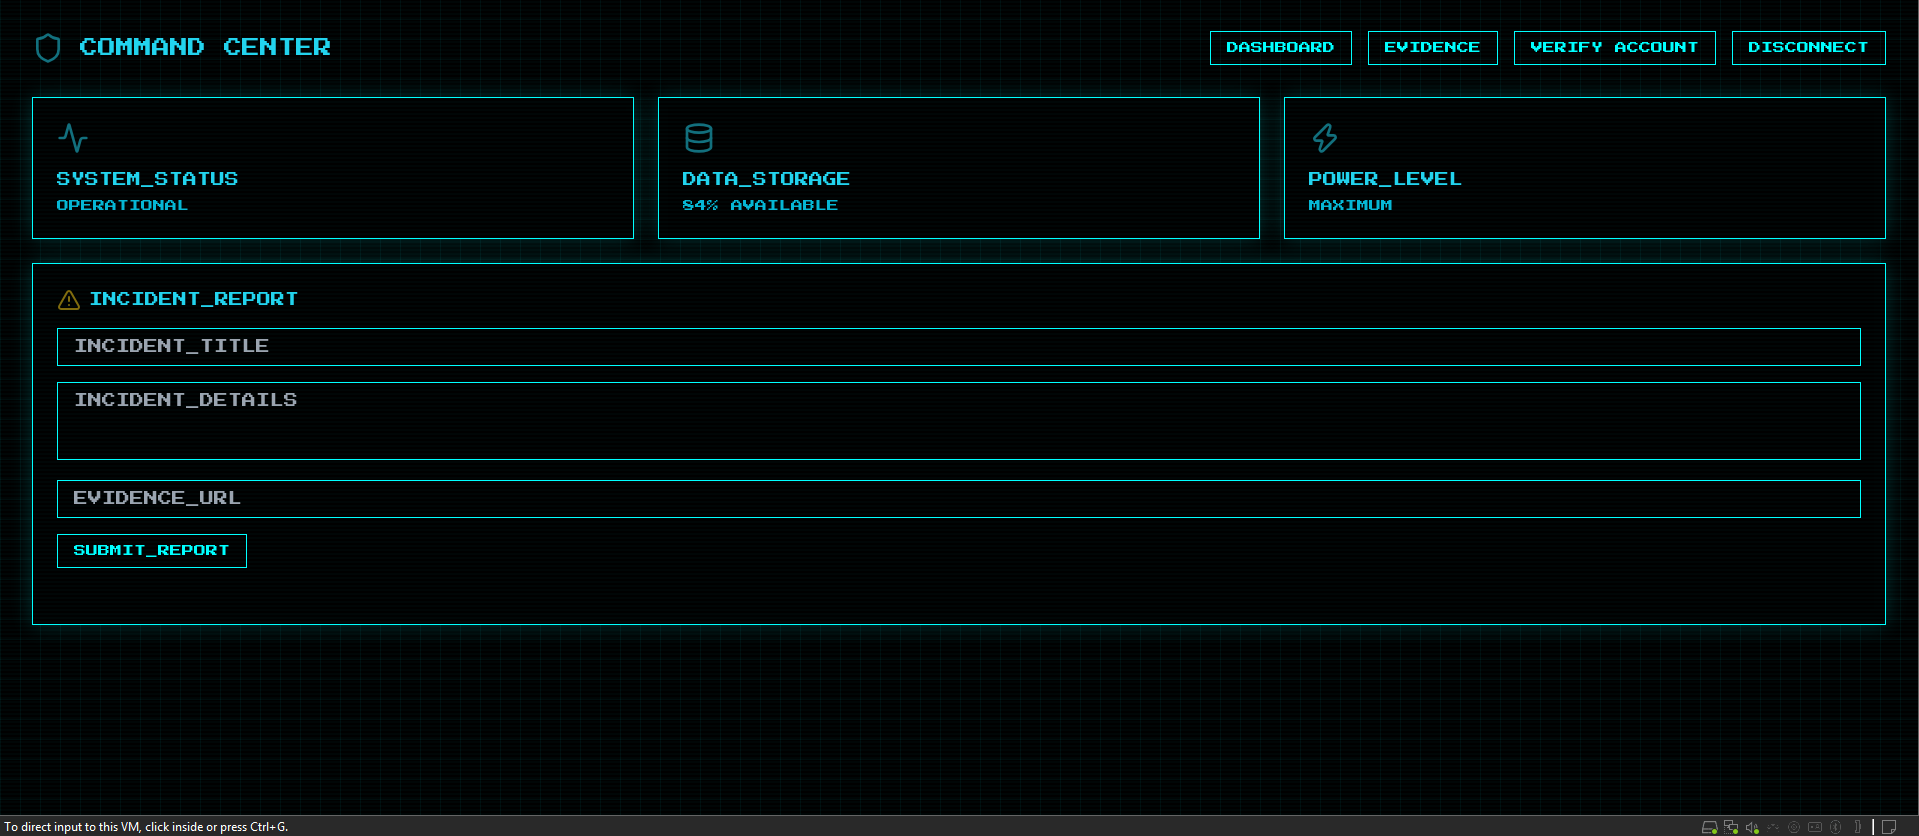 COMMAND CENTER
DASHBOARD
EVIDENCE
VERIFY ACCOUNT
DISCONNECT
SYSTEM_STATUS
OPERATIONAL
DATA_STORAGE
84% AVAILABLE
POWER_LEVEL
MAXIMUM
INCIDENT_REPORT
INCIDENT_TITLE
INCIDENT_DETAILS
EVIDENCE_URL
SUBMIT_REPORT
To direct input to this VM, click inside or press Ctrl+G.